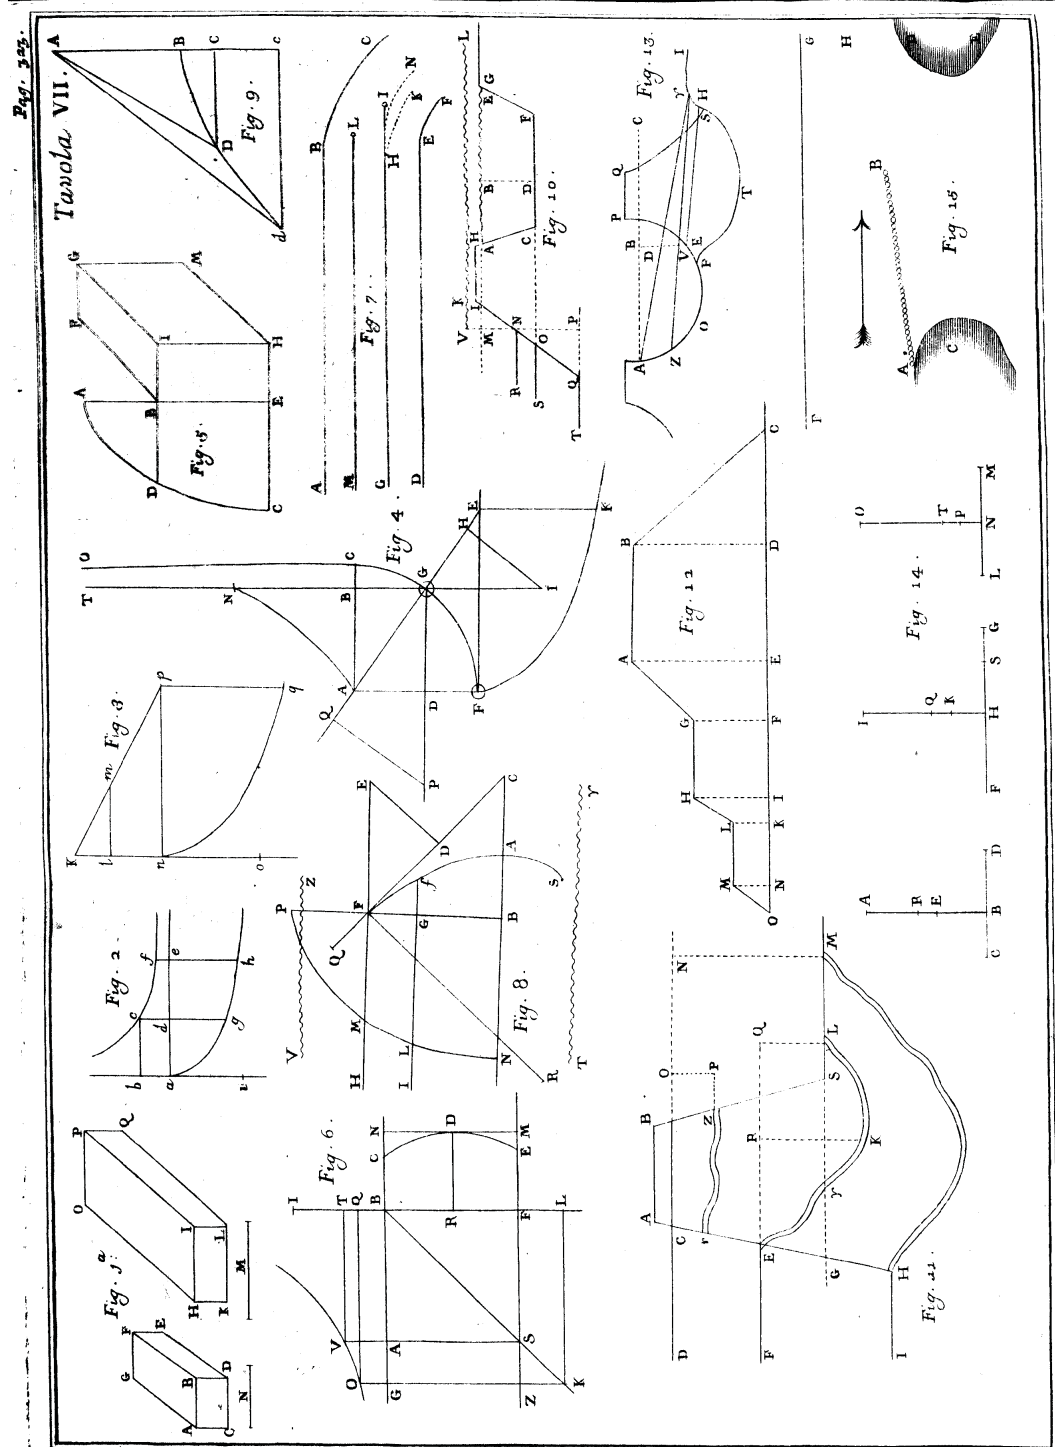 Pag. 323.
Tavola VII.
Fig. 1ª
F E G B D A C N
P Q O I L H K M
Fig. 2
b a u c d g f e h
Fig. 3
K l n o m p q
Fig. 4
T O N B C A G H E I Q D F P
Fig. 5
A F G M D B I C E H
Fig. 6
I T Q B C N D R E M F L V A S O G Z K
Fig. 7
A B C
M L
G H I N K
D E F
Fig. 8
V Z P F E Q H M D C I L G f A R N B s T r
Fig. 9
A B C c D d
Fig. 10
V K L M I H A B E G N C D F R O S Q P T
Fig. 11
D C A B O N P Z r F E R Q L M S G r K I H
Fig. 12
O M L H G A B C N K I F E D
Fig. 13
A Z B D V E F O P Q C S r H I T
Fig. 14
A R E C B D
I Q K F H S G
O T P L N M
Fig. 15
A B C
G H E